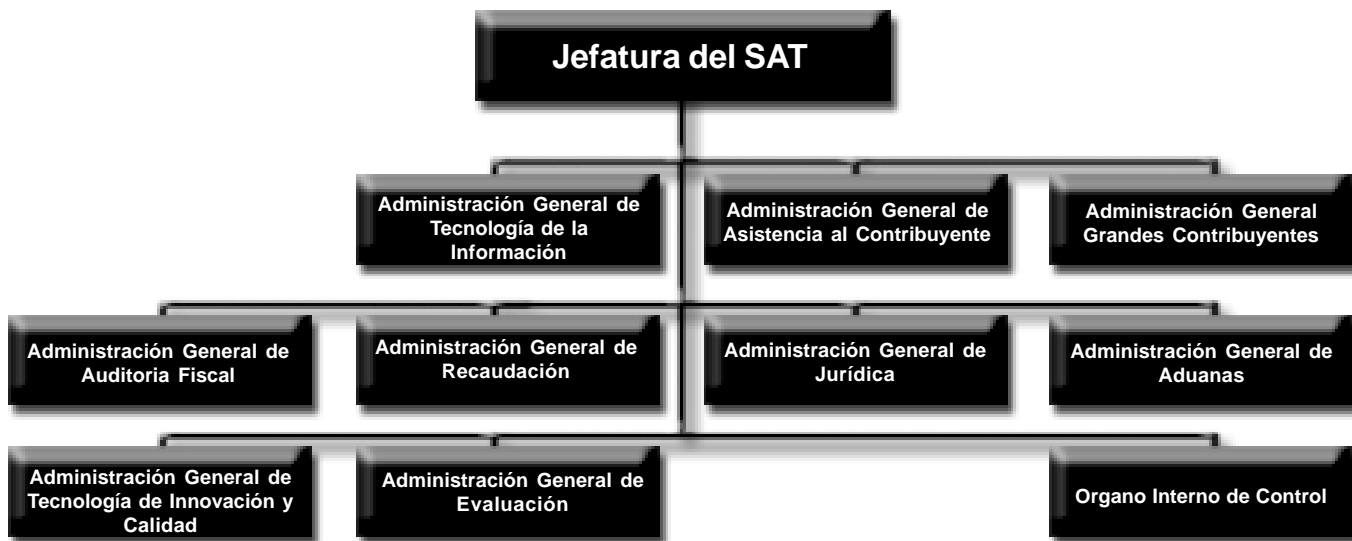 Jefatura del SAT
Administración General de
Tecnología de la
Información
Administración General de
Asistencia al Contribuyente
Administración General
Grandes Contribuyentes
Administración General de
Auditoria Fiscal
Administración General de
Recaudación
Administración General de
Jurídica
Administración General de
Aduanas
Administración General de
Tecnología de Innovación y
Calidad
Administración General de
Evaluación
Organo Interno de Control